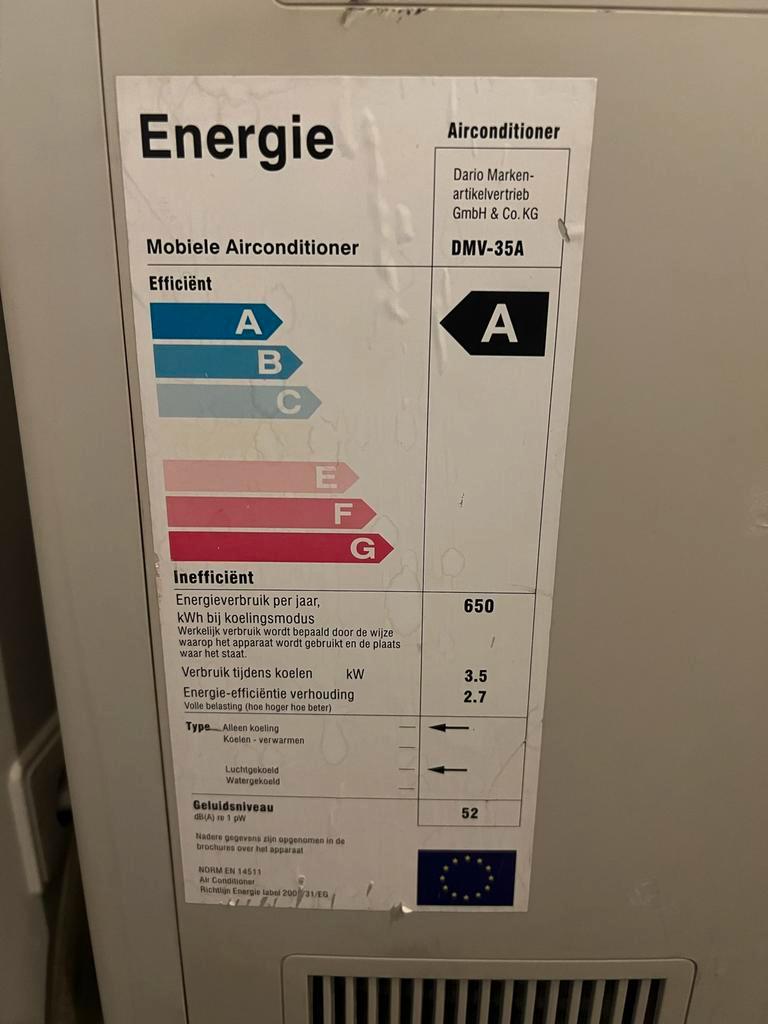 Energie
Airconditioner
Dario Marken-
artikelvertrieb
GmbH & Co. KG
Mobiele Airconditioner
DMV-35A
Efficiënt
A
A
B
C
E
F
G
Inefficiënt
Energieverbruik per jaar,
650
kWh bij koelingsmodus
Werkelijk verbruik wordt bepaald door de wijze
waarop het apparaat wordt gebruikt en de plaats
waar het staat.
Verbruik tijdens koelen kW
3.5
Energie-efficiëntie verhouding
2.7
Volle belasting (hoe hoger hoe beter)
Type Alleen koeling
Koelen - verwarmen
Luchtgekoeld
Watergekoeld
Geluidsniveau
52
dB(A) re 1 pW
Nadere gegevens zijn opgenomen in de
brochures over het apparaat
NORM EN 14511
Air Conditioner
Richtlijn Energie label